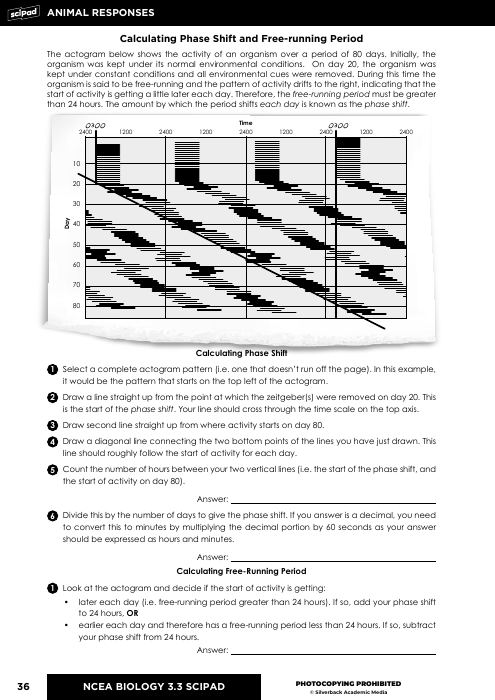 scipad ANIMAL RESPONSES
Calculating Phase Shift and Free-running Period
The actogram below shows the activity of an organism over a period of 80 days. Initially, the
organism was kept under its normal environmental conditions. On day 20, the organism was
kept under constant conditions and all environmental cues were removed. During this time the
organism is said to be free-running and the pattern of activity drifts to the right, indicating that the
start of activity is getting a little later each day. Therefore, the free-running period must be greater
than 24 hours. The amount by which the period shifts each day is known as the phase shift.
Time
0300 0300
2400 1200 2400 1200 2400 1200 2400 1200 2400
Day
10
20
30
40
50
60
70
80
Calculating Phase Shift
1 Select a complete actogram pattern (i.e. one that doesn't run off the page). In this example,
it would be the pattern that starts on the top left of the actogram.
2 Draw a line straight up from the point at which the zeitgeber(s) were removed on day 20. This
is the start of the phase shift. Your line should cross through the time scale on the top axis.
3 Draw second line straight up from where activity starts on day 80.
4 Draw a diagonal line connecting the two bottom points of the lines you have just drawn. This
line should roughly follow the start of activity for each day.
5 Count the number of hours between your two vertical lines (i.e. the start of the phase shift, and
the start of activity on day 80).
Answer:
6 Divide this by the number of days to give the phase shift. If you answer is a decimal, you need
to convert this to minutes by multiplying the decimal portion by 60 seconds as your answer
should be expressed as hours and minutes.
Answer:
Calculating Free-Running Period
1 Look at the actogram and decide if the start of activity is getting:
• later each day (i.e. free-running period greater than 24 hours). If so, add your phase shift
to 24 hours, OR
• earlier each day and therefore has a free-running period less than 24 hours. If so, subtract
your phase shift from 24 hours.
Answer:
36 NCEA BIOLOGY 3.3 SCIPAD PHOTOCOPYING PROHIBITED
© Silverback Academic Media